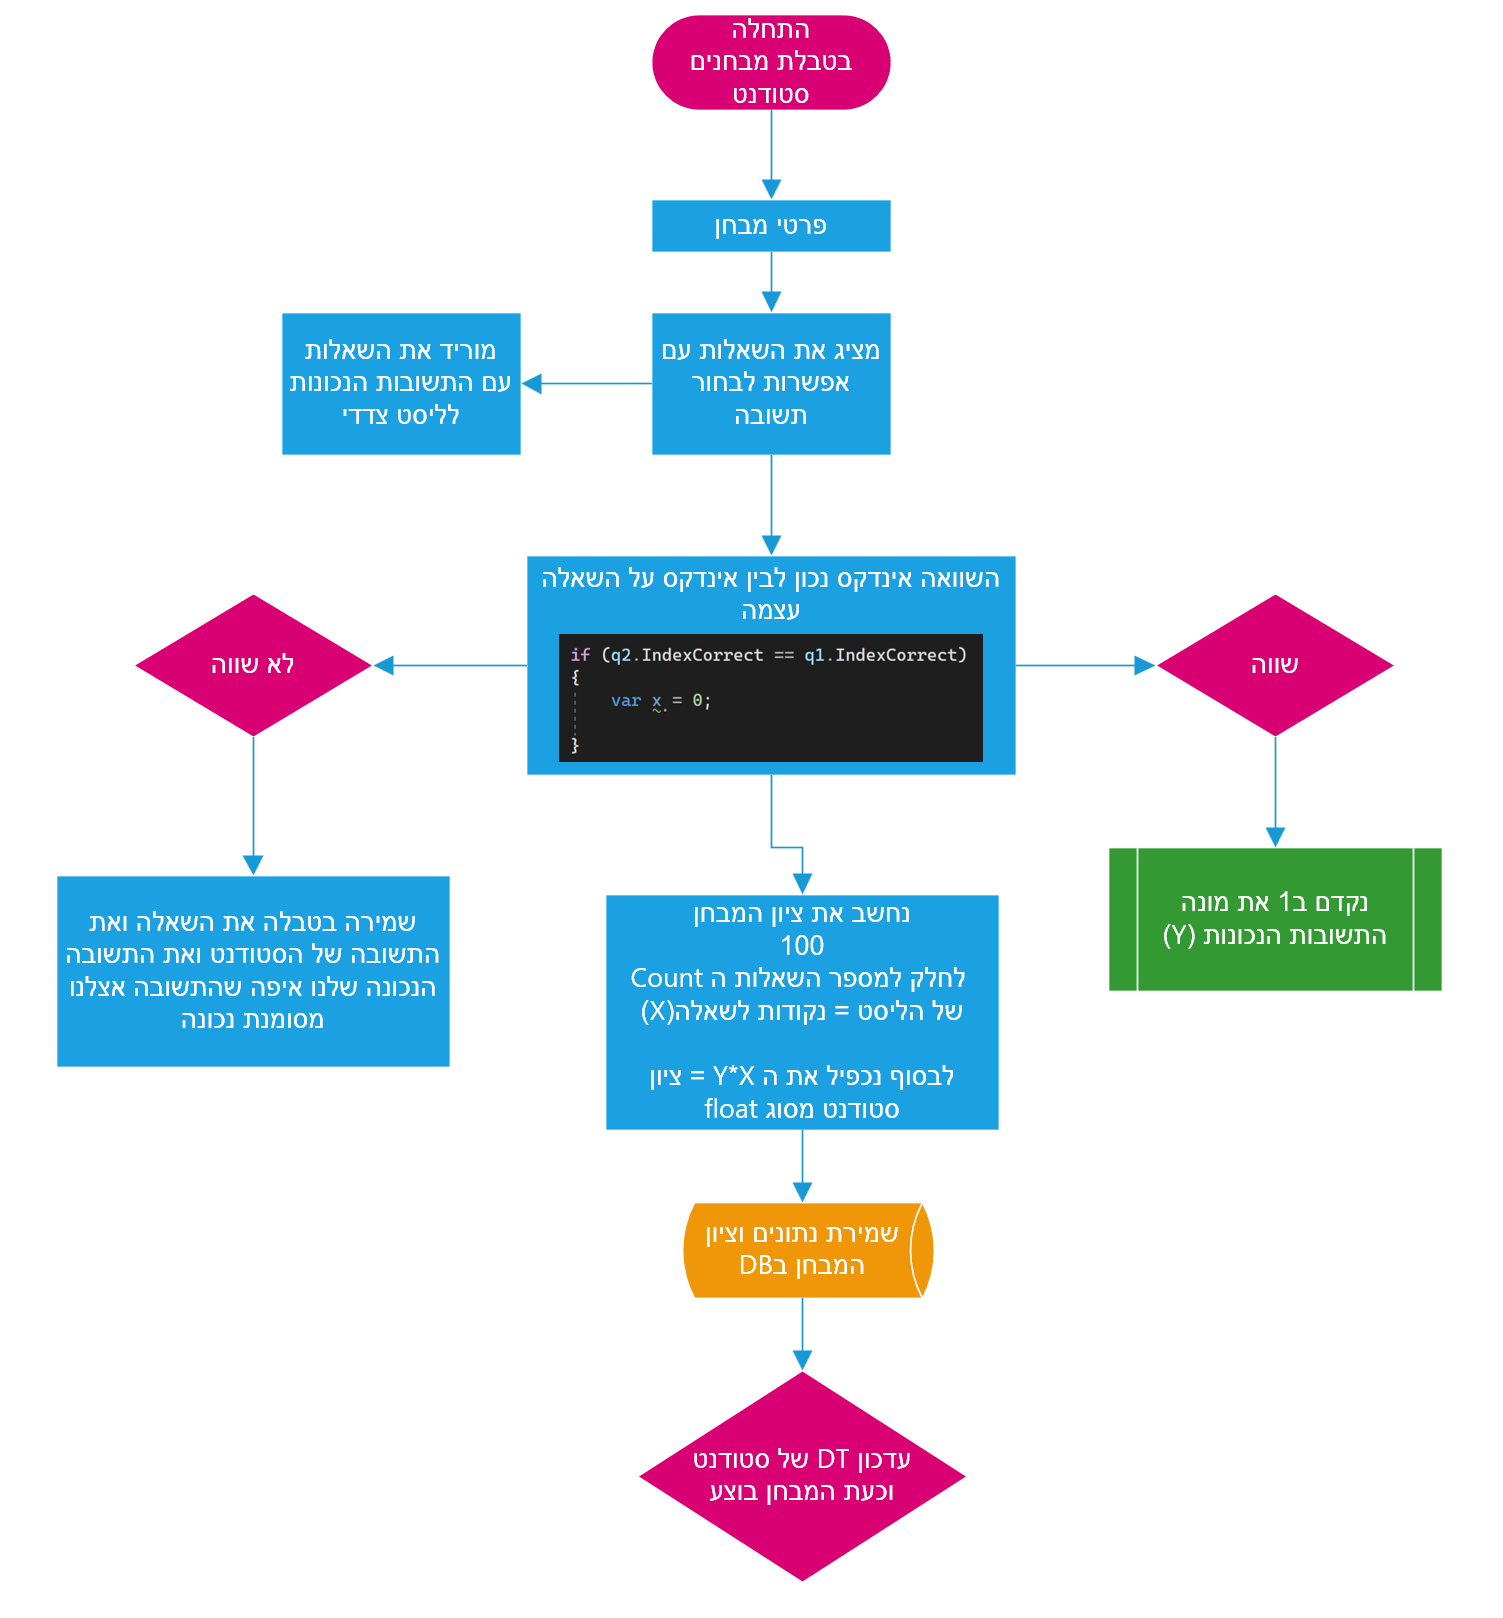 התחלה
בטבלת מבחנים
סטודנט
פרטי מבחן
מציג את השאלות עם
אפשרות לבחור
תשובה
מוריד את השאלות
עם התשובות הנכונות
לליסט צדדי
השוואה אינדקס נכון לבין אינדקס על השאלה
עצמה
if (q2.IndexCorrect == q1.IndexCorrect)
{
var x = 0;
}
שווה
לא שווה
נקדם ב1 את מונה
התשובות הנכונות (Y)
שמירה בטבלה את השאלה ואת
התשובה של הסטודנט ואת התשובה
הנכונה שלנו איפה שהתשובה אצלנו
מסומנת נכונה
נחשב את ציון המבחן
100
לחלק למספר השאלות ה Count
של הליסט = נקודות לשאלה(X)
לבסוף נכפיל את ה Y*X = ציון
סטודנט מסוג float
שמירת נתונים וציון
המבחן בDB
עדכון DT של סטודנט
וכעת המבחן בוצע